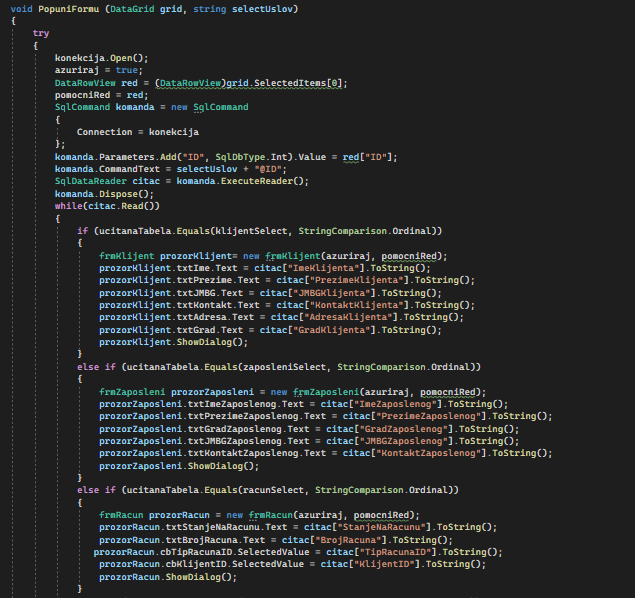 void PopuniFormu (DataGrid grid, string selectUslov)
{
try
{
konekcija.Open();
azuriraj = true;
DataRowView red = (DataRowView)grid.SelectedItems[0];
pomocniRed = red;
SqlCommand komanda = new SqlCommand
{
Connection = konekcija
};
komanda.Parameters.Add("ID", SqlDbType.Int).Value = red["ID"];
komanda.CommandText = selectUslov + "@ID";
SqlDataReader citac = komanda.ExecuteReader();
komanda.Dispose();
while(citac.Read())
{
if (ucitanaTabela.Equals(klijentSelect, StringComparison.Ordinal))
{
frmKlijent prozorKlijent= new frmKlijent(azuriraj, pomocniRed);
prozorKlijent.txtIme.Text = citac["ImeKlijenta"].ToString();
prozorKlijent.txtPrezime.Text = citac["PrezimeKlijenta"].ToString();
prozorKlijent.txtJMBG.Text = citac["JMBGKlijenta"].ToString();
prozorKlijent.txtKontakt.Text = citac["KontaktKlijenta"].ToString();
prozorKlijent.txtAdresa.Text = citac["AdresaKlijenta"].ToString();
prozorKlijent.txtGrad.Text = citac["GradKlijenta"].ToString();
prozorKlijent.ShowDialog();
}
else if (ucitanaTabela.Equals(zaposleniSelect, StringComparison.Ordinal))
{
frmZaposleni prozorZaposleni = new frmZaposleni(azuriraj, pomocniRed);
prozorZaposleni.txtImeZaposlenog.Text = citac["ImeZaposlenog"].ToString();
prozorZaposleni.txtPrezimeZaposlenog.Text = citac["PrezimeZaposlenog"].ToString();
prozorZaposleni.txtGradZaposlenog.Text = citac["GradZaposlenog"].ToString();
prozorZaposleni.txtJMBGZaposlenog.Text = citac["JMBGZaposlenog"].ToString();
prozorZaposleni.txtKontaktZaposlenog.Text = citac["KontaktZaposlenog"].ToString();
prozorZaposleni.ShowDialog();
}
else if (ucitanaTabela.Equals(racunSelect, StringComparison.Ordinal))
{
frmRacun prozorRacun = new frmRacun(azuriraj, pomocniRed);
prozorRacun.txtStanjeNaRacunu.Text = citac["StanjeNaRacunu"].ToString();
prozorRacun.txtBrojRacuna.Text = citac["BrojRacuna"].ToString();
prozorRacun.cbTipRacunaID.SelectedValue = citac["TipRacunaID"].ToString();
prozorRacun.cbKlijentID.SelectedValue = citac["KlijentID"].ToString();
prozorRacun.ShowDialog();
}